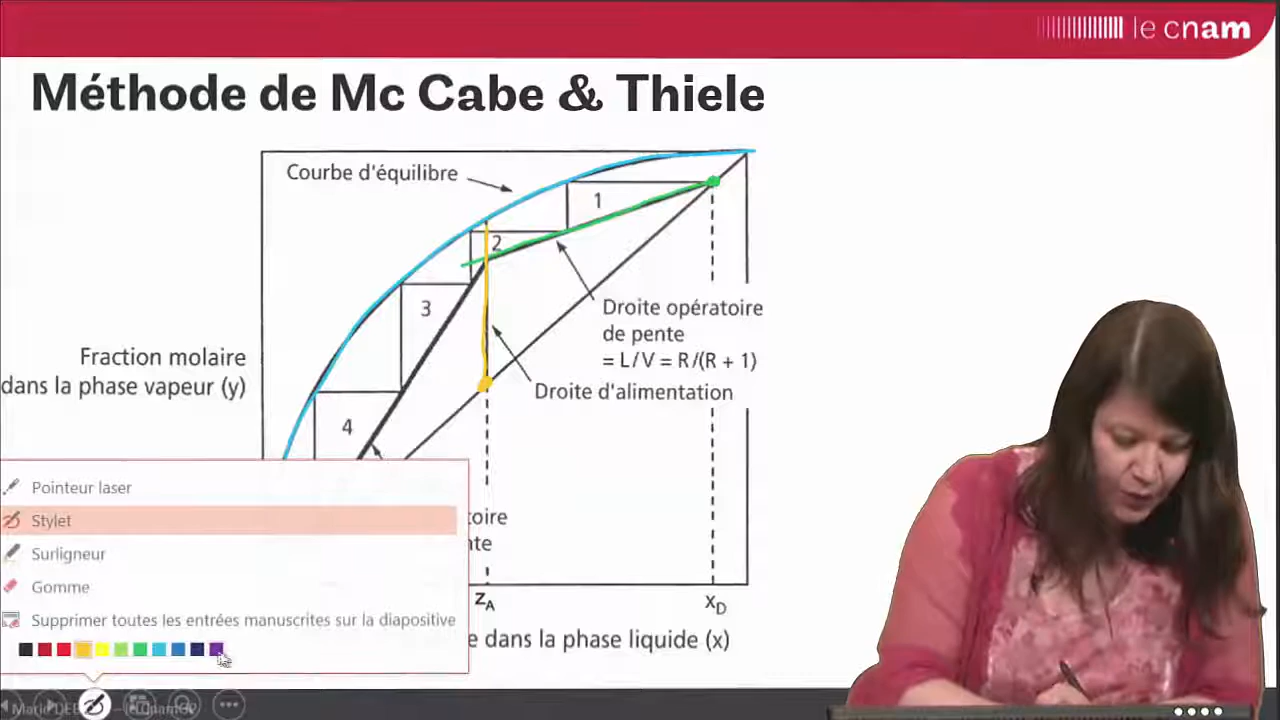 le cnam
Méthode de Mc Cabe & Thiele
Courbe d'équilibre
1
2
3
4
Droite opératoire
de pente
= L/V = R/(R + 1)
Droite d'alimentation
Fraction molaire
dans la phase vapeur (y)
Pointeur laser
Stylet
Surligneur
Gomme
Supprimer toutes les entrées manuscrites sur la diapositive
toire
nte
zA
xD
e dans la phase liquide (x)